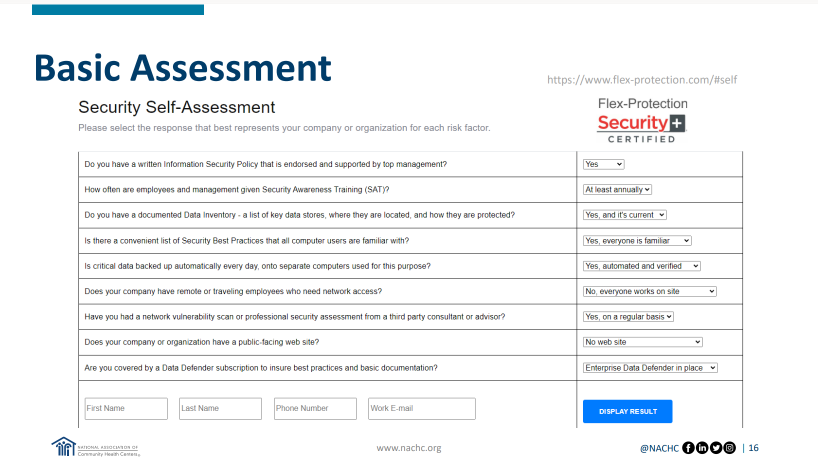 Basic Assessment
https://www.flex-protection.com/#self
Security Self-Assessment
Please select the response that best represents your company or organization for each risk factor.
Flex-Protection
Security+
CERTIFIED
Do you have a written Information Security Policy that is endorsed and supported by top management?
Yes
How often are employees and management given Security Awareness Training (SAT)?
At least annually
Do you have a documented Data Inventory - a list of key data stores, where they are located, and how they are protected?
Yes, and it's current
Is there a convenient list of Security Best Practices that all computer users are familiar with?
Yes, everyone is familiar
Is critical data backed up automatically every day, onto separate computers used for this purpose?
Yes, automated and verified
Does your company have remote or traveling employees who need network access?
No, everyone works on site
Have you had a network vulnerability scan or professional security assessment from a third party consultant or advisor?
Yes, on a regular basis
Does your company or organization have a public-facing web site?
No web site
Are you covered by a Data Defender subscription to insure best practices and basic documentation?
Enterprise Data Defender in place
First Name
Last Name
Phone Number
Work E-mail
DISPLAY RESULT
NATIONAL ASSOCIATION OF
Community Health Centers®
www.nachc.org
@NACHC
| 16